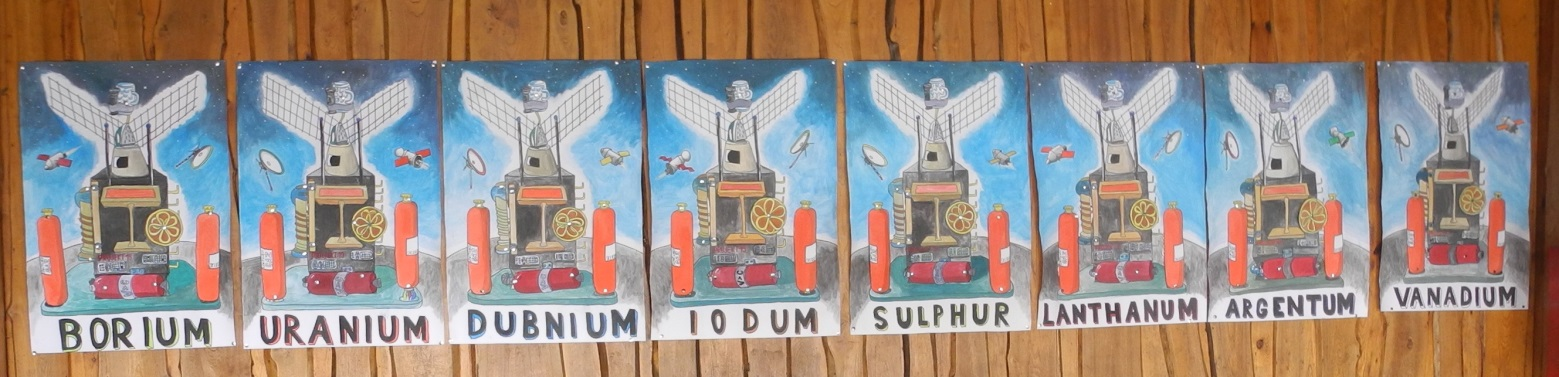 BORIUM
URANIUM
DUBNIUM
IODUM
SULPHUR
LANTHANUM
ARGENTUM
VANADIUM